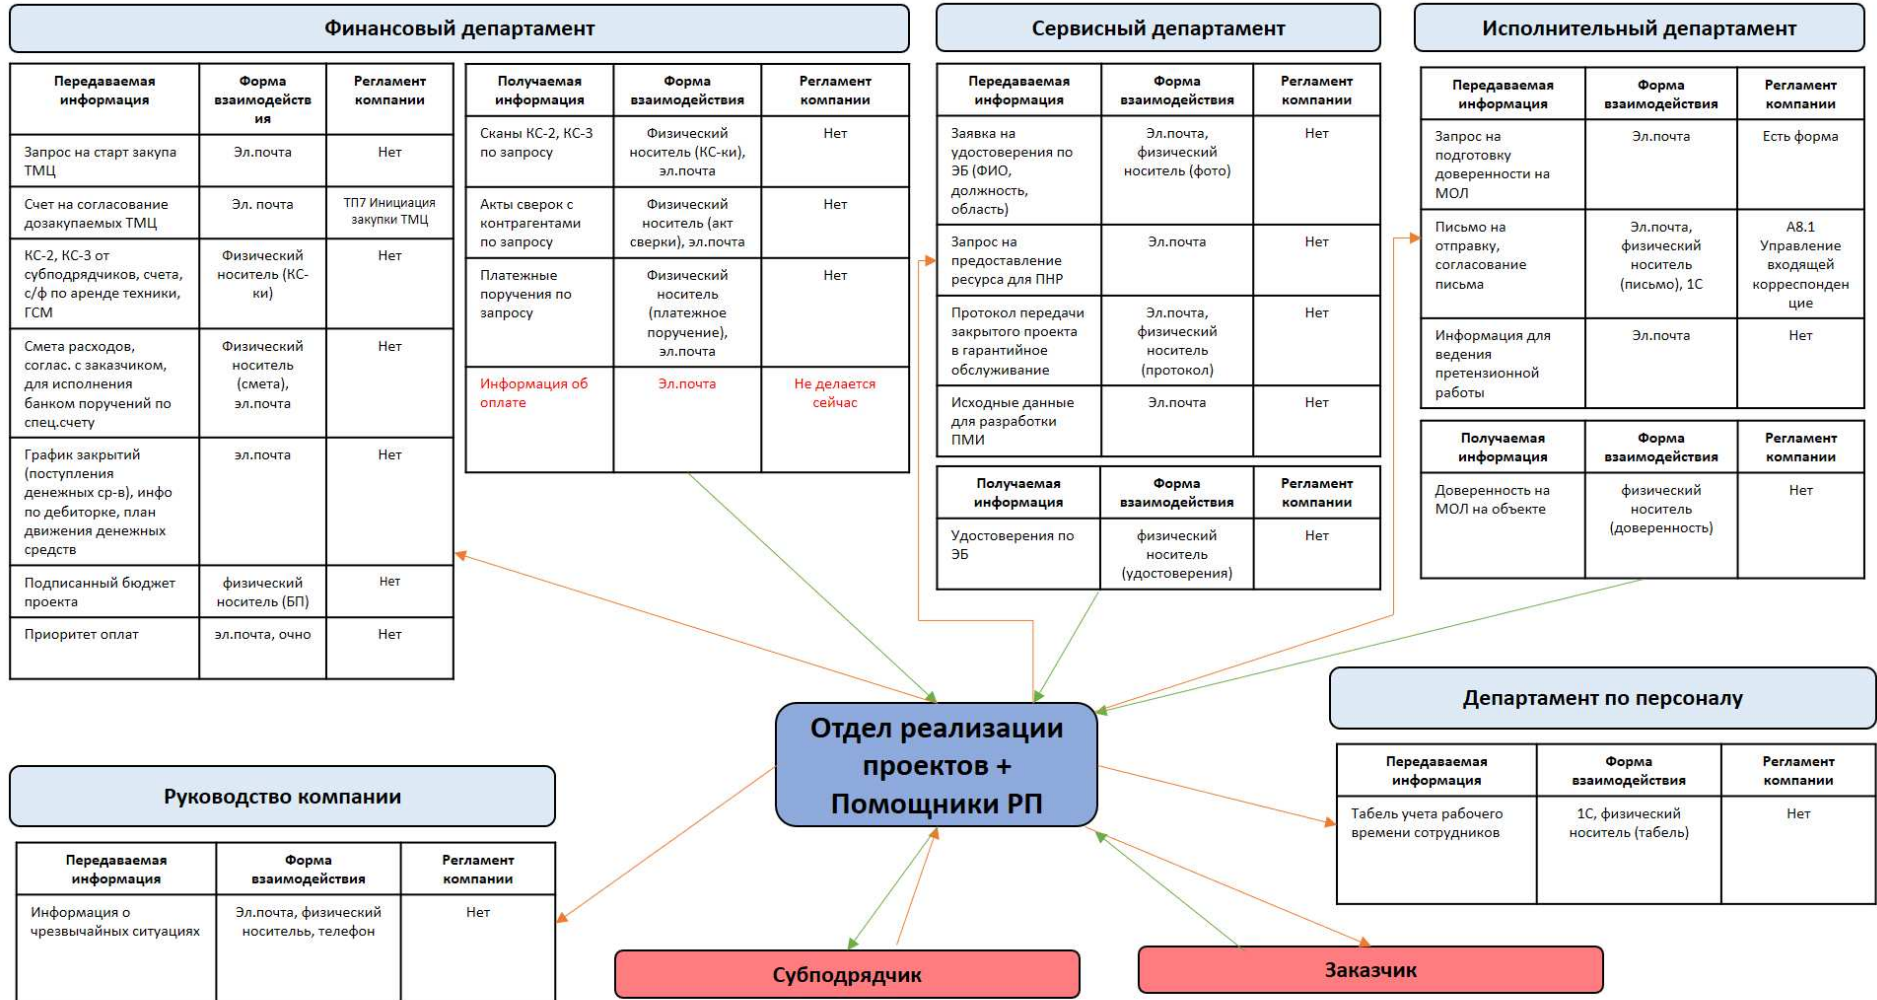 Финансовый департамент
Передаваемая
информация
Форма
взаимодейств
ия
Регламент
компании
Запрос на старт закупа
ТМЦ
Эл.почта
Нет
Счет на согласование
дозакупаемых ТМЦ
Эл. почта
ТП7 Инициация
закупки ТМЦ
КС-2, КС-3 от
субподрядчиков, счета,
с/ф по аренде техники,
ГСМ
Физический
носитель (КС-
ки)
Нет
Смета расходов,
соглас. с заказчиком,
для исполнения
банком поручений по
спец.счету
Физический
носитель
(смета),
эл.почта
Нет
График закрытий
(поступления
денежных ср-в), инфо
по дебиторке, план
движения денежных
средств
эл.почта
Нет
Подписанный бюджет
проекта
физический
носитель (БП)
Нет
Приоритет оплат
эл.почта, очно
Нет
Получаемая
информация
Форма
взаимодействия
Регламент
компании
Сканы КС-2, КС-3
по запросу
Физический
носитель (КС-ки),
эл.почта
Нет
Акты сверок с
контрагентами
по запросу
Физический
носитель (акт
сверки), эл.почта
Нет
Платежные
поручения по
запросу
Физический
носитель
(платежное
поручение),
эл.почта
Нет
Информация об
оплате
Эл.почта
Не делается
сейчас
Сервисный департамент
Передаваемая
информация
Форма
взаимодействия
Регламент
компании
Заявка на
удостоверения по
ЭБ (ФИО,
должность,
область)
Эл.почта,
физический
носитель (фото)
Нет
Запрос на
предоставление
ресурса для ПНР
Эл.почта
Нет
Протокол передачи
закрытого проекта
в гарантийное
обслуживание
Эл.почта,
физический
носитель
(протокол)
Нет
Исходные данные
для разработки
ПМИ
Эл.почта
Нет
Получаемая
информация
Форма
взаимодействия
Регламент
компании
Удостоверения по
ЭБ
физический
носитель
(удостоверения)
Нет
Исполнительный департамент
Передаваемая
информация
Форма
взаимодействия
Регламент
компании
Запрос на
подготовку
доверенности на
МОЛ
Эл.почта
Есть форма
Письмо на
отправку,
согласование
письма
Эл.почта,
физический
носитель
(письмо), 1С
А8.1
Управление
входящей
корреспонден
цие
Информация для
ведения
претензионной
работы
Эл.почта
Нет
Получаемая
информация
Форма
взаимодействия
Регламент
компании
Доверенность на
МОЛ на объекте
физический
носитель
(доверенность)
Нет
Отдел реализации
проектов +
Помощники РП
Департамент по персоналу
Передаваемая
информация
Форма
взаимодействия
Регламент
компании
Табель учета рабочего
времени сотрудников
1С, физический
носитель (табель)
Нет
Руководство компании
Передаваемая
информация
Форма
взаимодействия
Регламент
компании
Информация о
чрезвычайных ситуациях
Эл.почта, физический
носительь, телефон
Нет
Субподрядчик
Заказчик